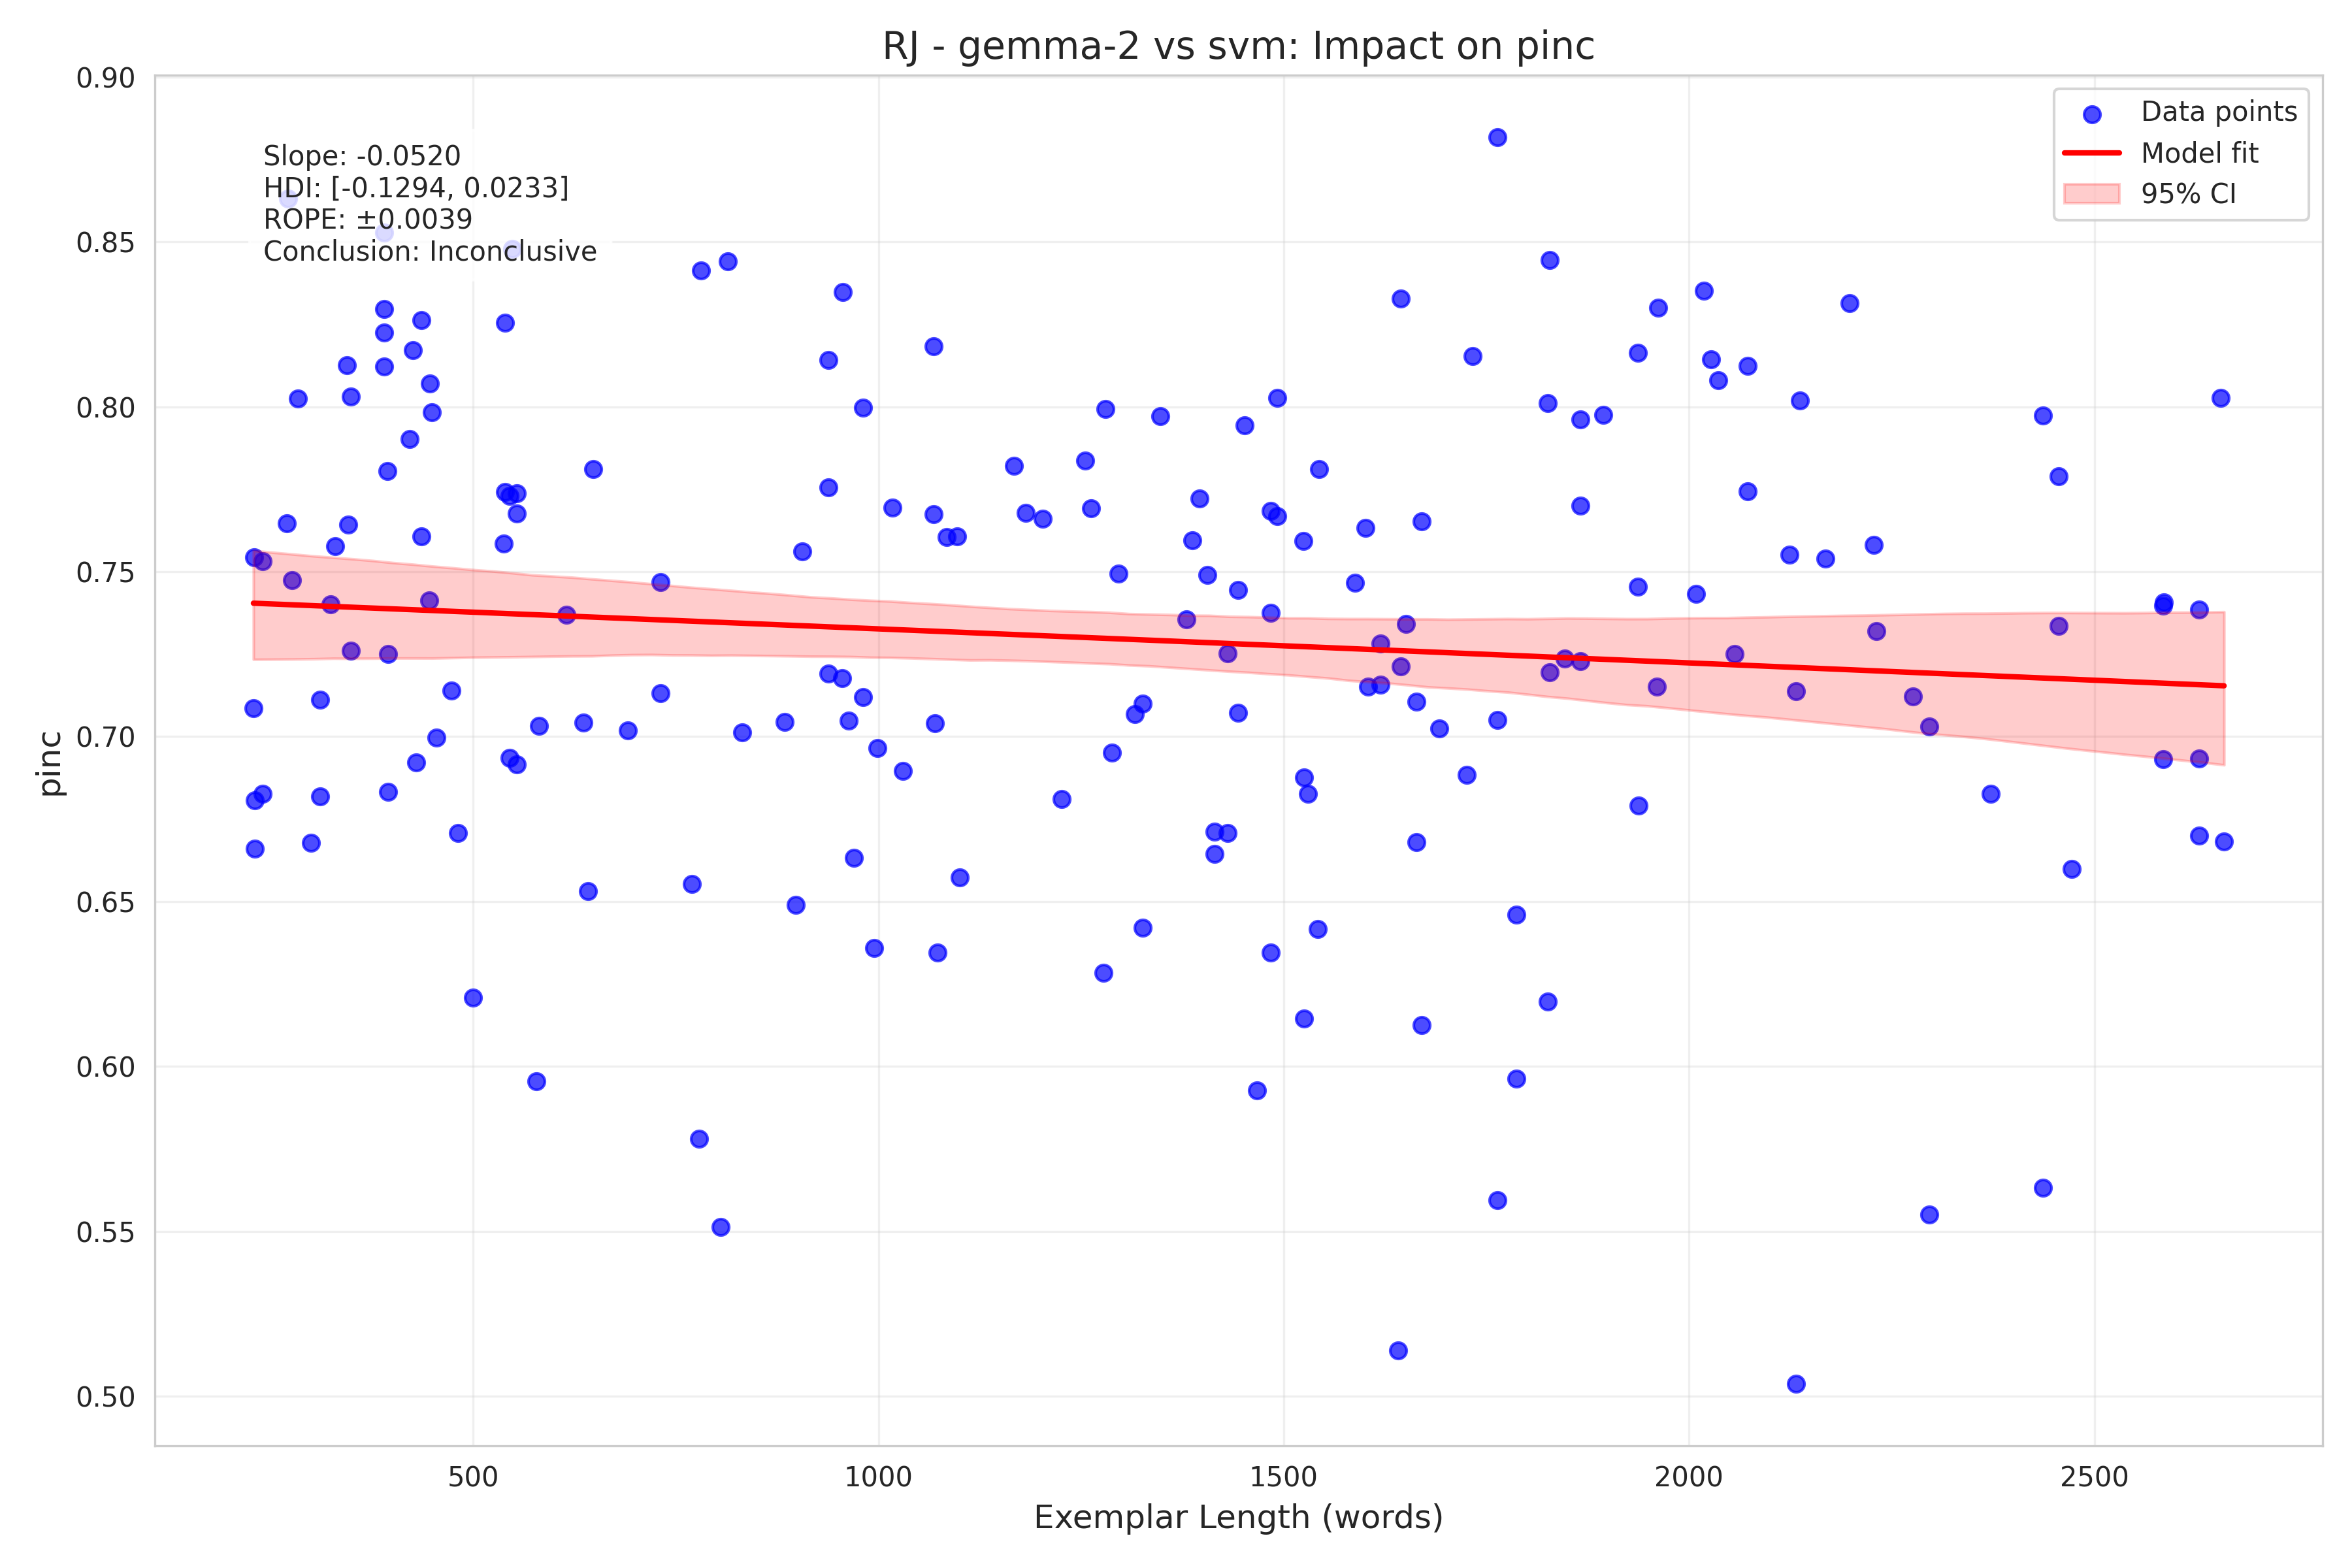 RJ - gemma-2 vs svm: Impact on pinc
0.90
0.85
0.80
0.75
0.70
0.65
0.60
0.55
0.50
pinc
Slope: -0.0520
HDI: [-0.1294, 0.0233]
ROPE: ±0.0039
Conclusion: Inconclusive
Data points
Model fit
95% CI
500
1000
1500
2000
2500
Exemplar Length (words)